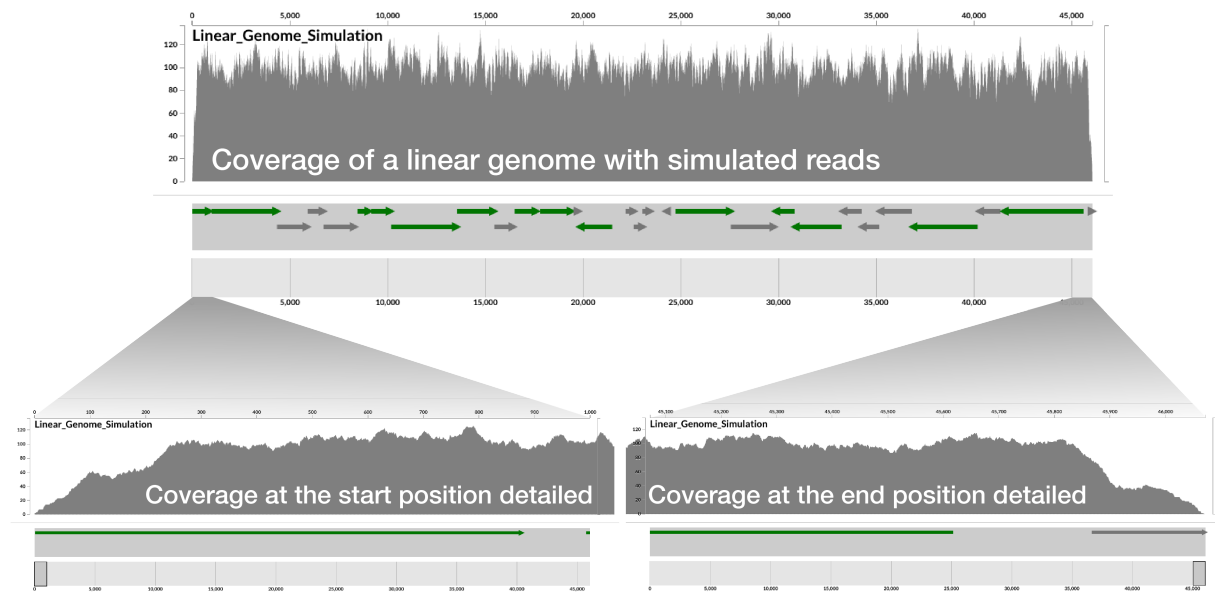 0 5,000 10,000 15,000 20,000 25,000 30,000 35,000 40,000 45,000
Linear_Genome_Simulation
120
100
80
60
40
20
0
Coverage of a linear genome with simulated reads
5,000 10,000 15,000 20,000 25,000 30,000 35,000 40,000
0 100 200 300 400 500 600 700 800 900 1,000
Linear_Genome_Simulation
120
100
80
60
40
20
0
Coverage at the start position detailed
5,000 10,000 15,000 20,000 25,000 30,000 35,000 40,000 45,000
45,100 45,200 45,300 45,400 45,500 45,600 45,700 45,800 45,900 46,000
Linear_Genome_Simulation
120
100
80
60
40
20
0
Coverage at the end position detailed
5,000 10,000 15,000 20,000 25,000 30,000 35,000 40,000 45,000